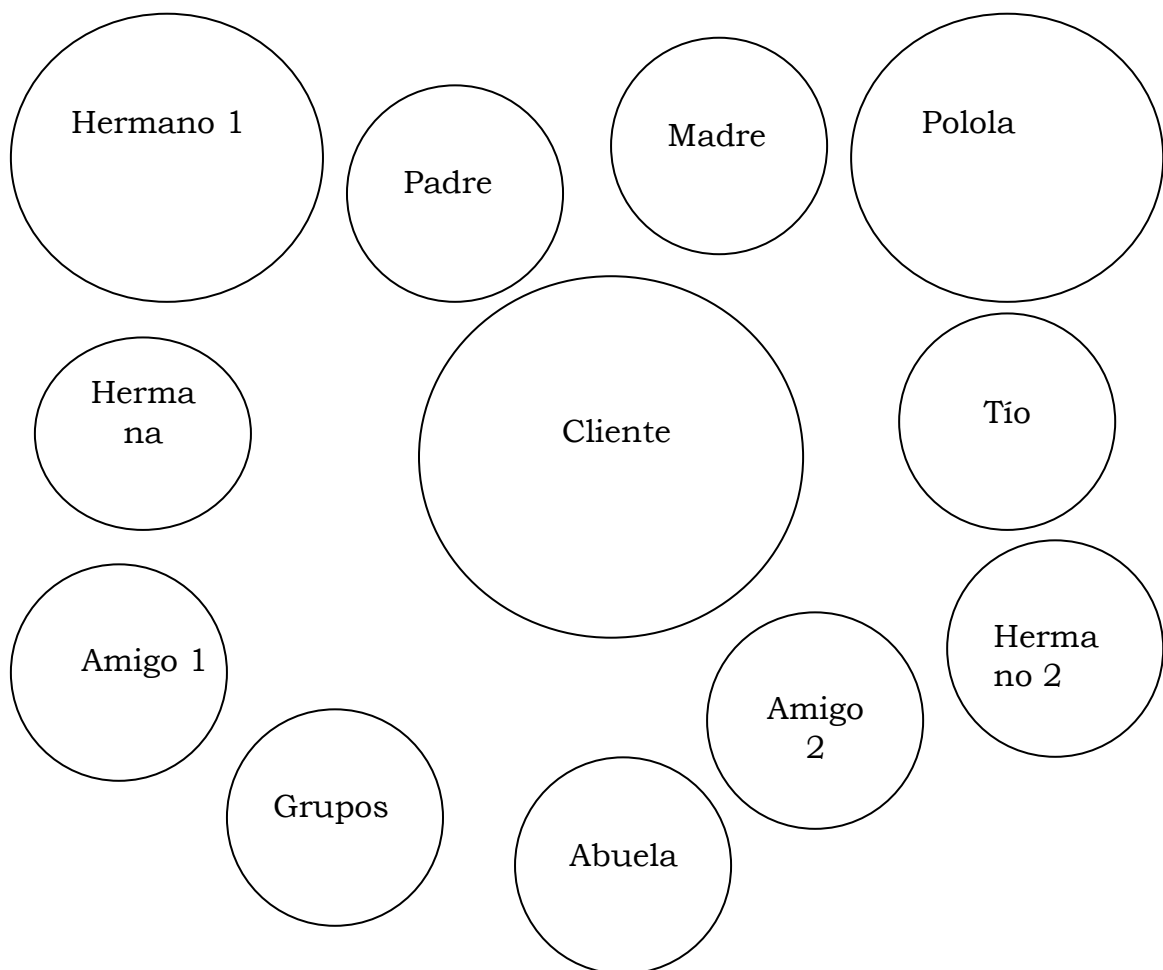 Hermano 1
Padre
Madre
Polola
Herma
na
Cliente
Tío
Amigo 1
Herma
no 2
Grupos
Amigo
2
Abuela